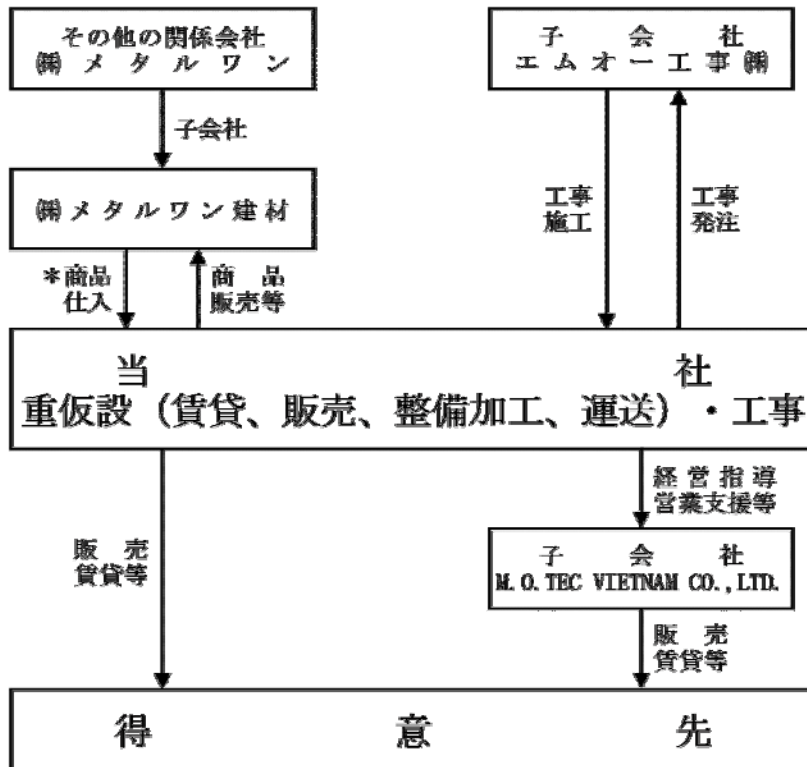 その他の関係会社
㈱メタルワン
子会社
エムオー工事㈱
子会社
㈱メタルワン建材
工事
施工
工事
発注
*商品
仕入
商品
販売等
当社
重仮設（賃貸、販売、整備加工、運送）・工事
経営指導
営業支援等
販売
賃貸等
子会社
M.O.TEC VIETNAM CO.,LTD.
販売
賃貸等
得意先